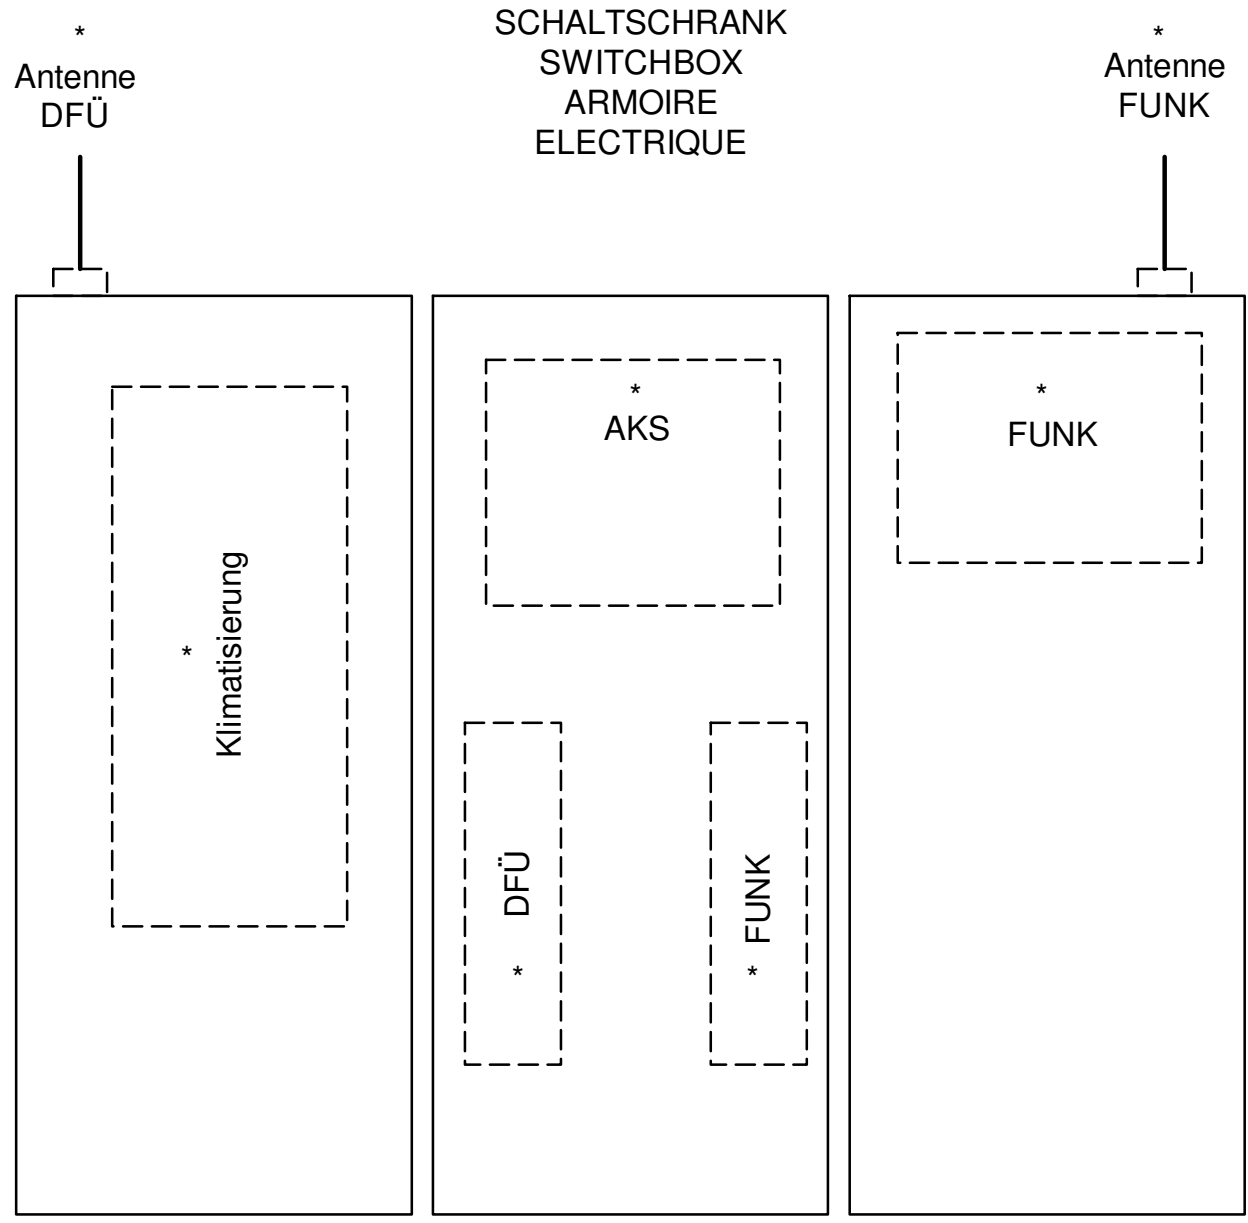 *
Antenne
DFÜ
SCHALTSCHRANK
SWITCHBOX
ARMOIRE
ELECTRIQUE
*
Antenne
FUNK
*
Klimatisierung
*
AKS
* DFÜ
* FUNK
*
FUNK